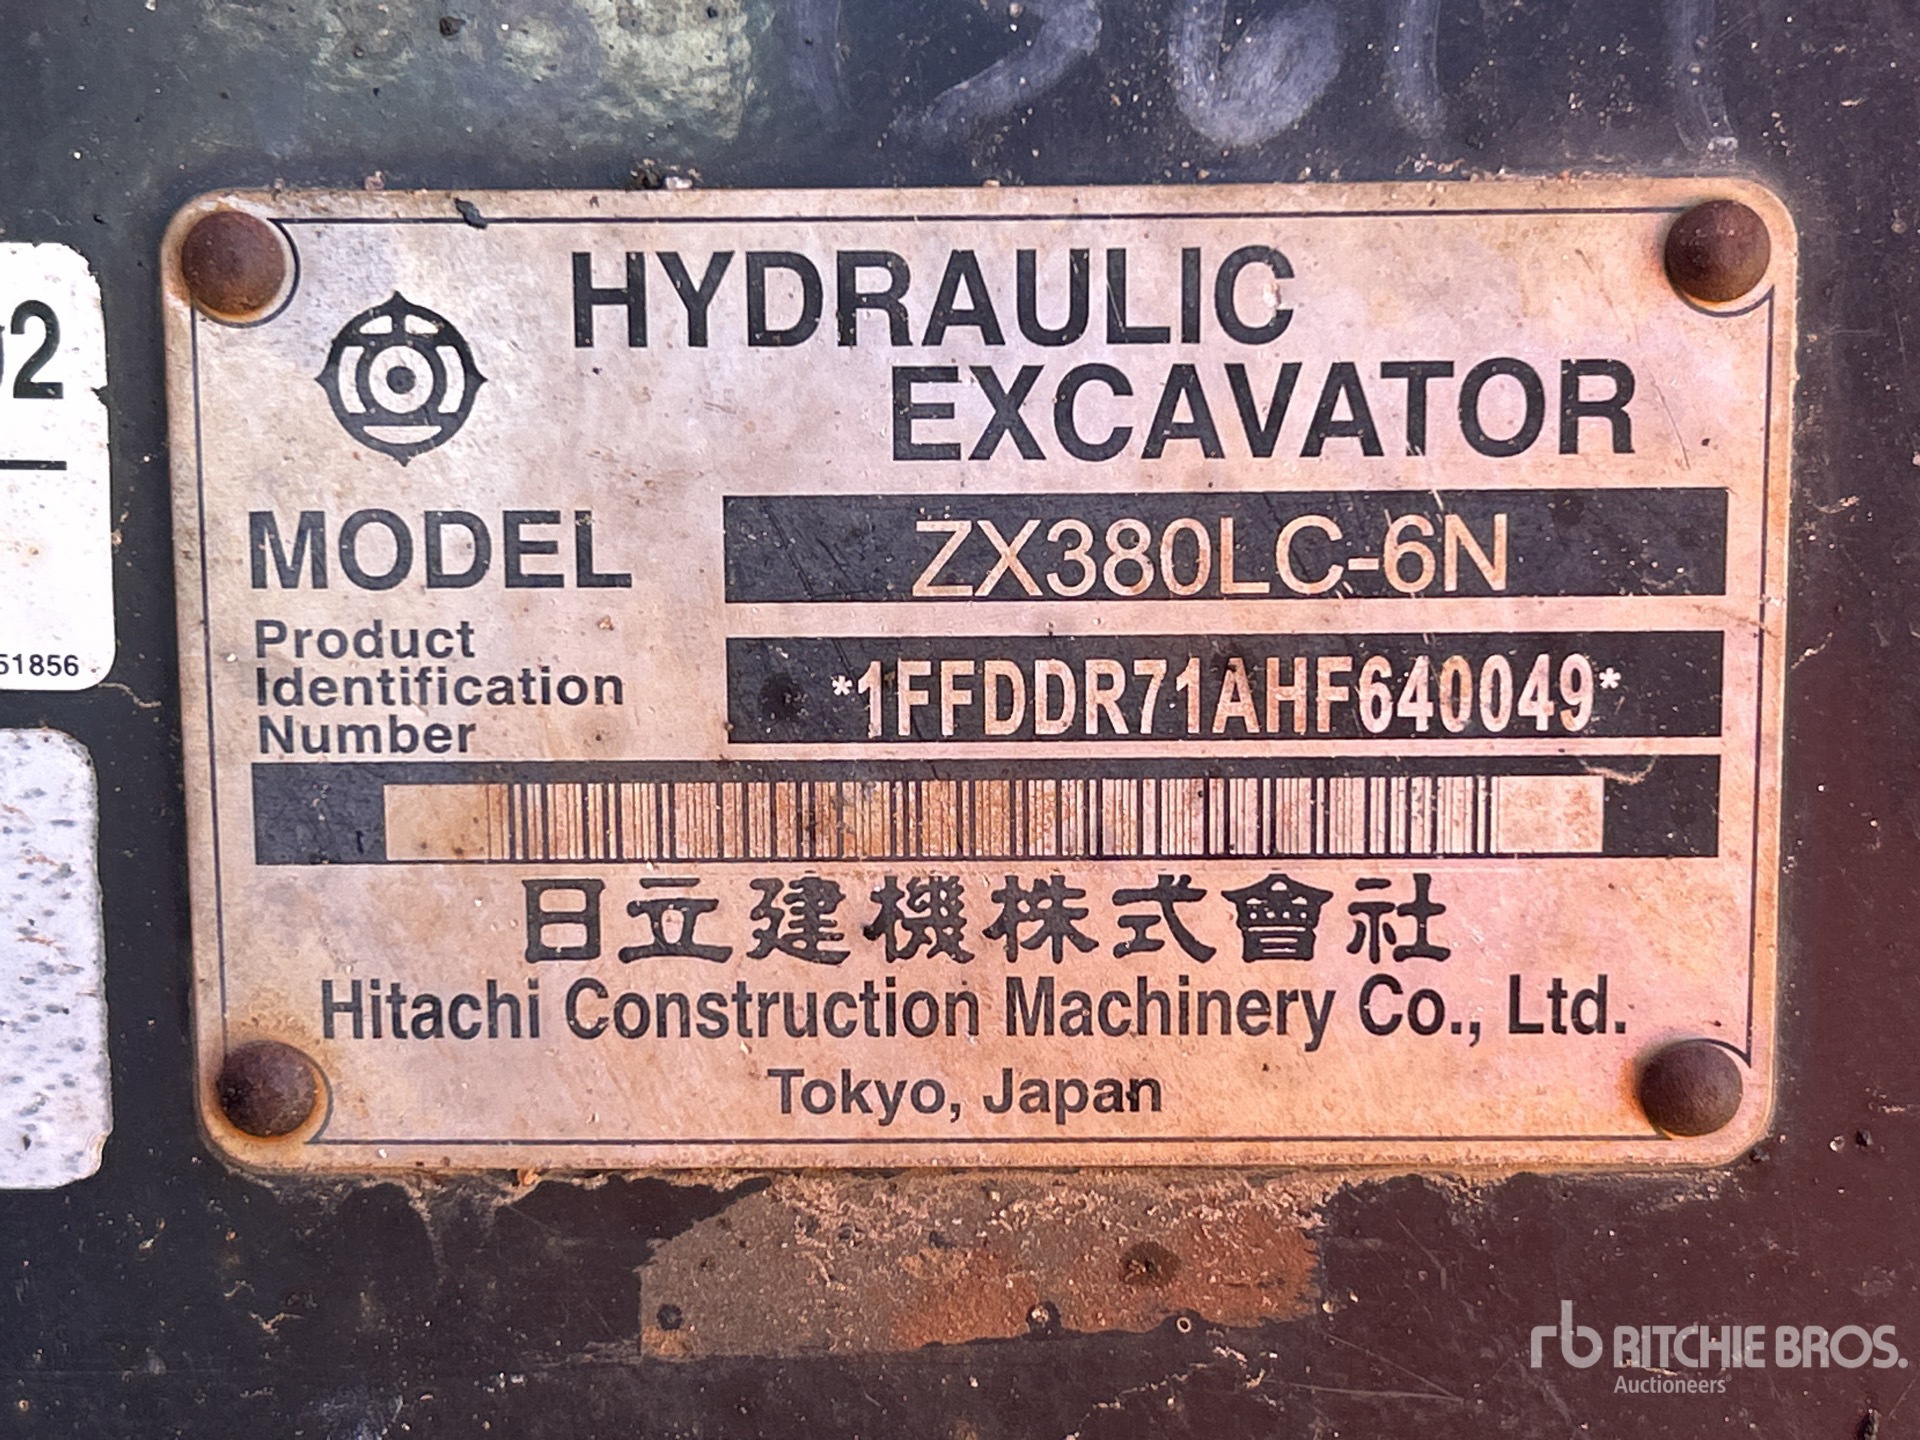 HYDRAULIC
EXCAVATOR
MODEL ZX380LC-6N
Product
Identification
Number
*1FFDDR71AHF640049*
日立建機株式會社
Hitachi Construction Machinery Co., Ltd.
Tokyo, Japan
51856
rb RITCHIE BROS.
Auctioneers